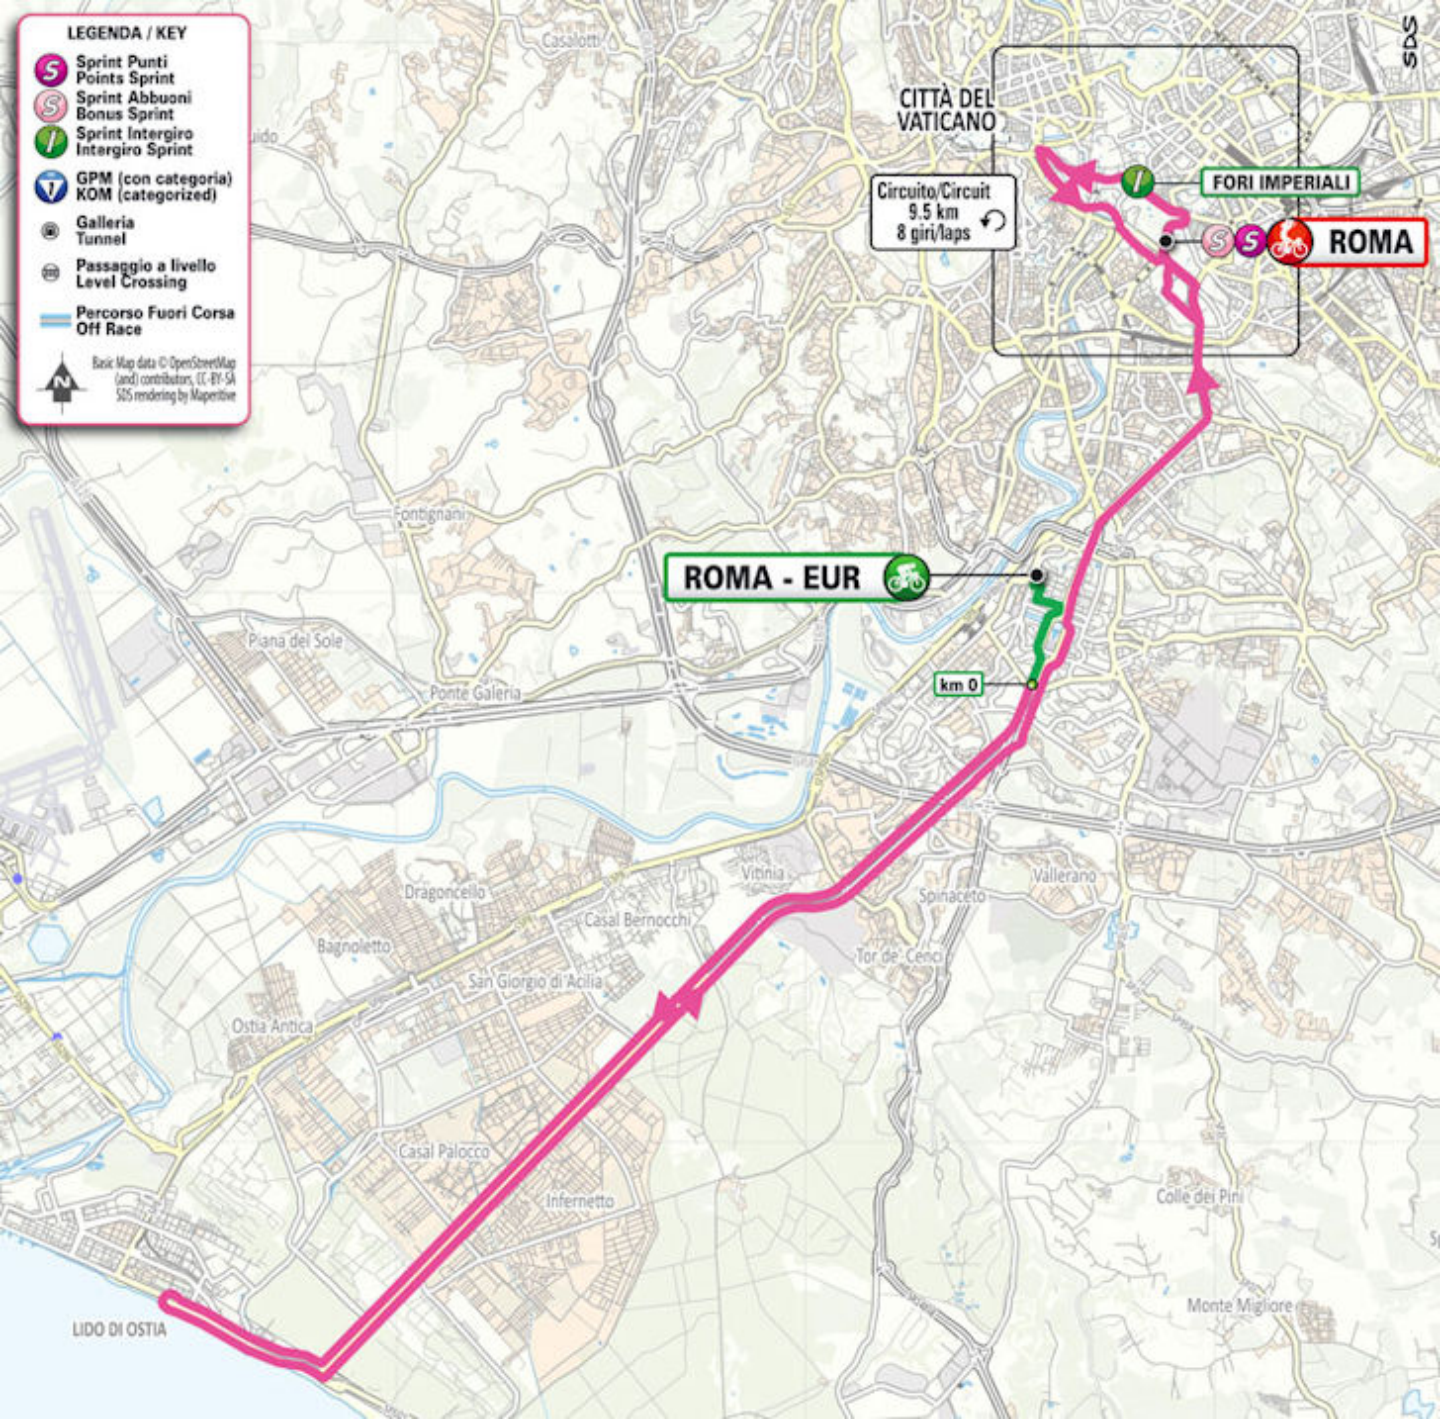 LEGENDA / KEY
S Sprint Punti
Points Sprint
S Sprint Abbuoni
Bonus Sprint
I Sprint Intergiro
Intergiro Sprint
GPM (con categoria)
KOM (categorized)
Galleria
Tunnel
Passaggio a livello
Level Crossing
Percorso Fuori Corsa
Off Race
N
Basic Map data © OpenStreetMap
(and) contributors, CC-BY-SA
SDS rendering by Maperitive
SDS
Casalotti
CITTÀ DEL
VATICANO
Circuito/Circuit
9.5 km
8 giri/laps
I
FORI IMPERIALI
S
S
ROMA
Fontignani
ROMA - EUR
km 0
Piana del Sole
Ponte Galeria
Dragoncello
Vitinia
Casal Bernocchi
Spinaceto
Vallerano
Bagnoletto
Tor de' Cenci
San Giorgio di Acilia
Ostia Antica
Casal Palocco
Infernetto
Colle dei Pini
Monte Migliore
LIDO DI OSTIA